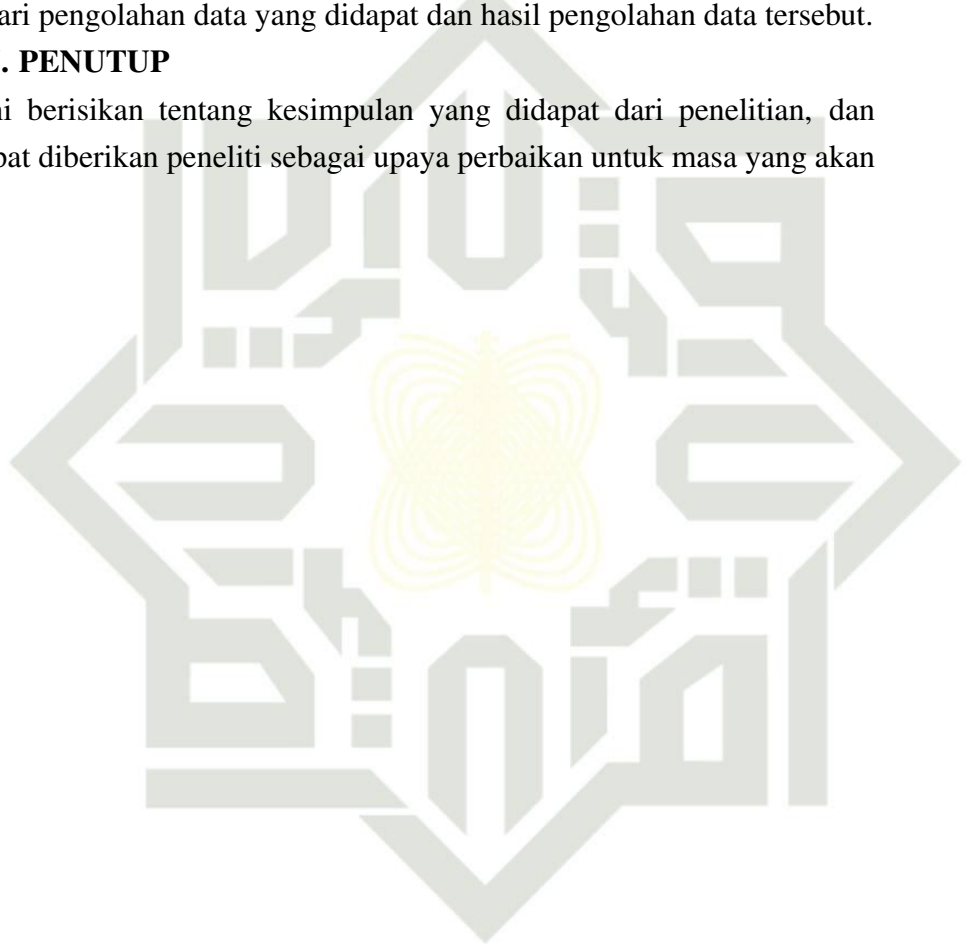 ari pengolahan data yang didapat dan hasil pengolahan data tersebut.
. PENUTUP
ni berisikan tentang kesimpulan yang didapat dari penelitian, dan
pat diberikan peneliti sebagai upaya perbaikan untuk masa yang akan